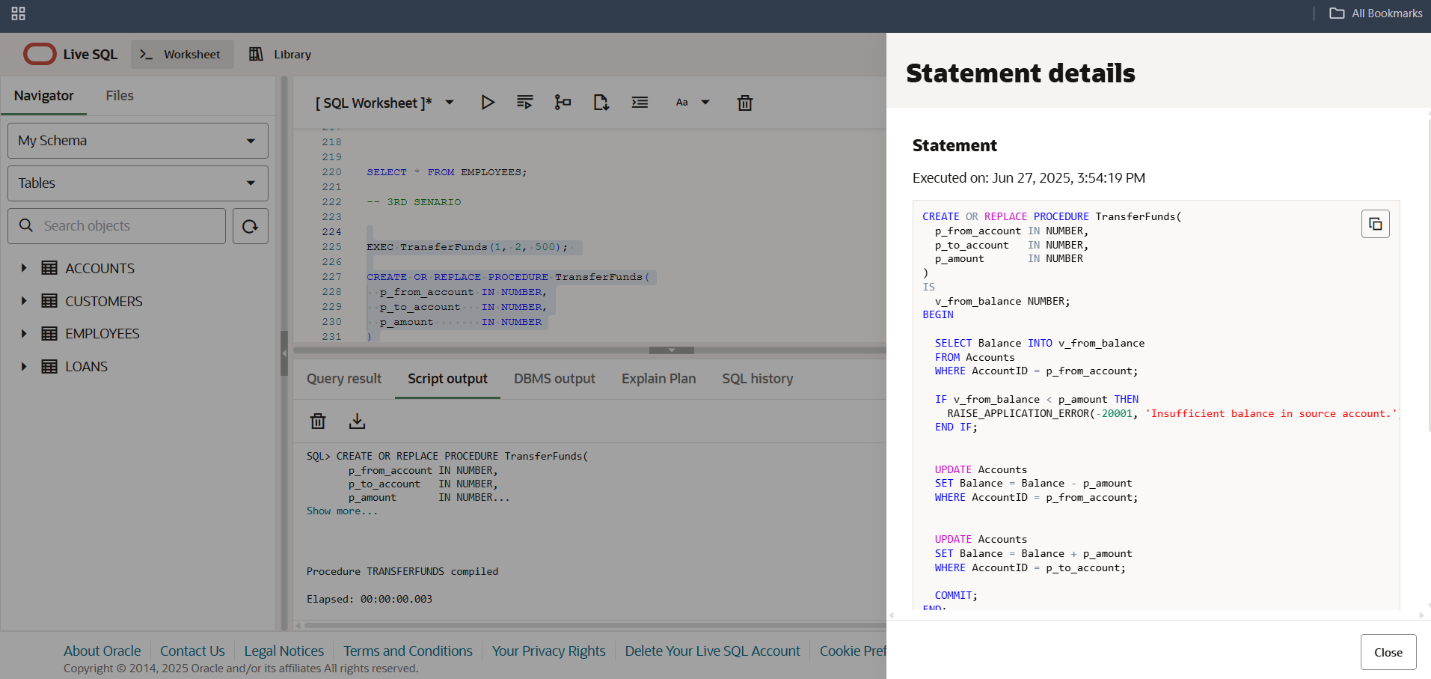 All Bookmarks
Live SQL
Worksheet
Library
Navigator
Files
My Schema
Tables
Search objects
ACCOUNTS
CUSTOMERS
EMPLOYEES
LOANS
[ SQL Worksheet ]*
Aa
218
219
220 SELECT * FROM EMPLOYEES;
221
222 -- 3RD SENARIO
223
224
225 EXEC TransferFunds(1, 2, 500);
226
227 CREATE OR REPLACE PROCEDURE TransferFunds(
228 p_from_account IN NUMBER,
229 p_to_account IN NUMBER,
230 p_amount IN NUMBER
231 )
Query result
Script output
DBMS output
Explain Plan
SQL history
SQL> CREATE OR REPLACE PROCEDURE TransferFunds(
p_from_account IN NUMBER,
p_to_account IN NUMBER,
p_amount IN NUMBER...
Show more...
Procedure TRANSFERFUNDS compiled
Elapsed: 00:00:00.003
Statement details
Statement
Executed on: Jun 27, 2025, 3:54:19 PM
CREATE OR REPLACE PROCEDURE TransferFunds(
p_from_account IN NUMBER,
p_to_account IN NUMBER,
p_amount IN NUMBER
)
IS
v_from_balance NUMBER;
BEGIN
SELECT Balance INTO v_from_balance
FROM Accounts
WHERE AccountID = p_from_account;
IF v_from_balance < p_amount THEN
RAISE_APPLICATION_ERROR(-20001, 'Insufficient balance in source account.'
END IF;
UPDATE Accounts
SET Balance = Balance - p_amount
WHERE AccountID = p_from_account;
UPDATE Accounts
SET Balance = Balance + p_amount
WHERE AccountID = p_to_account;
COMMIT;
END;
Close
About Oracle
Contact Us
Legal Notices
Terms and Conditions
Your Privacy Rights
Delete Your Live SQL Account
Cookie Pref
Copyright © 2014, 2025 Oracle and/or its affiliates All rights reserved.